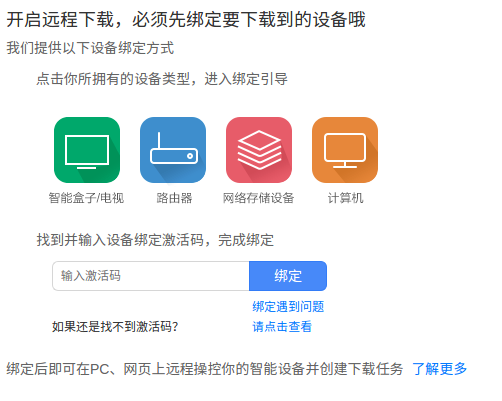 开启远程下载，必须先绑定要下载到的设备哦
我们提供以下设备绑定方式
点击你所拥有的设备类型，进入绑定引导
智能盒子/电视 路由器 网络存储设备 计算机
找到并输入设备绑定激活码，完成绑定
输入激活码 绑定
绑定遇到问题
如果还是找不到激活码？ 请点击查看
绑定后即可在PC、网页上远程操控你的智能设备并创建下载任务 了解更多